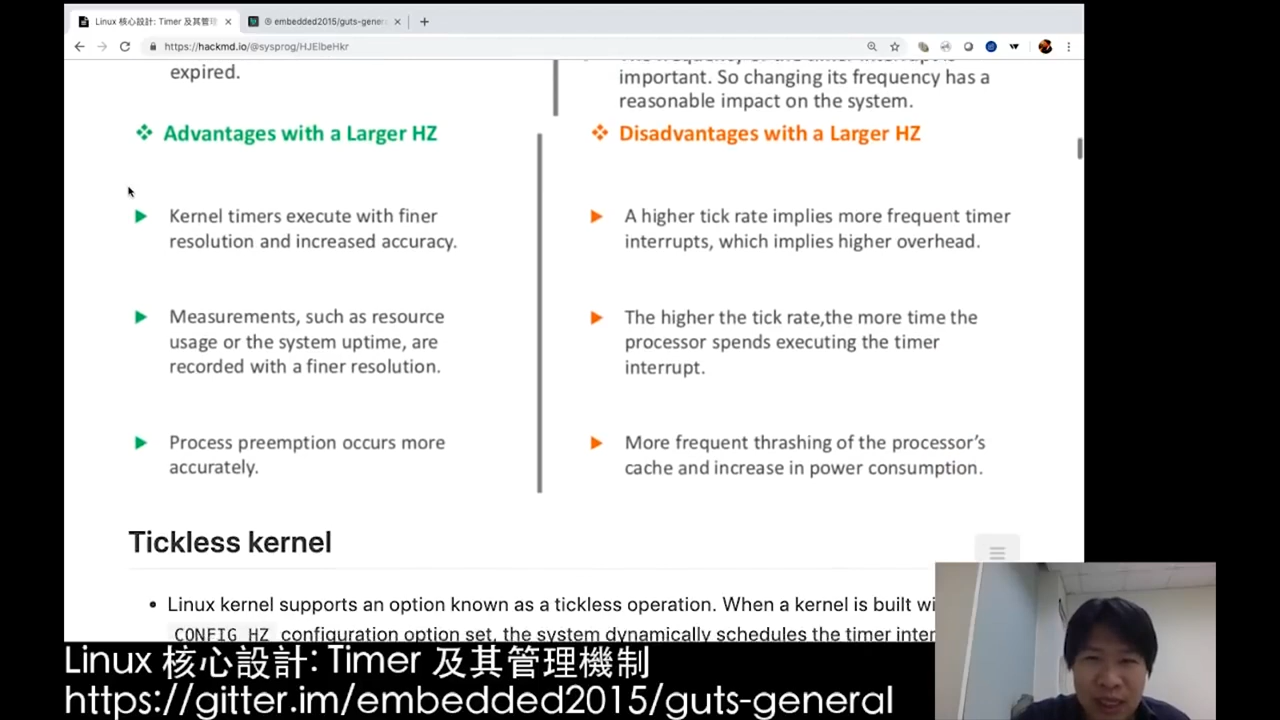 Linux 核心設計: Timer 及其管理
embedded2015/guts-gener
https://hackmd.io/@sysprog/HJElbeHkr
expired.
important. So changing its frequency has a
reasonable impact on the system.
Advantages with a Larger HZ
Kernel timers execute with finer
resolution and increased accuracy.
Measurements, such as resource
usage or the system uptime, are
recorded with a finer resolution.
Process preemption occurs more
accurately.
Disadvantages with a Larger HZ
A higher tick rate implies more frequent timer
interrupts, which implies higher overhead.
The higher the tick rate,the more time the
processor spends executing the timer
interrupt.
More frequent thrashing of the processor’s
cache and increase in power consumption.
Tickless kernel
• Linux kernel supports an option known as a tickless operation. When a kernel is built wi
CONFIG_HZ configuration option set, the system dynamically schedules the timer inter
Linux 核心設計: Timer 及其管理機制
https://gitter.im/embedded2015/guts-general